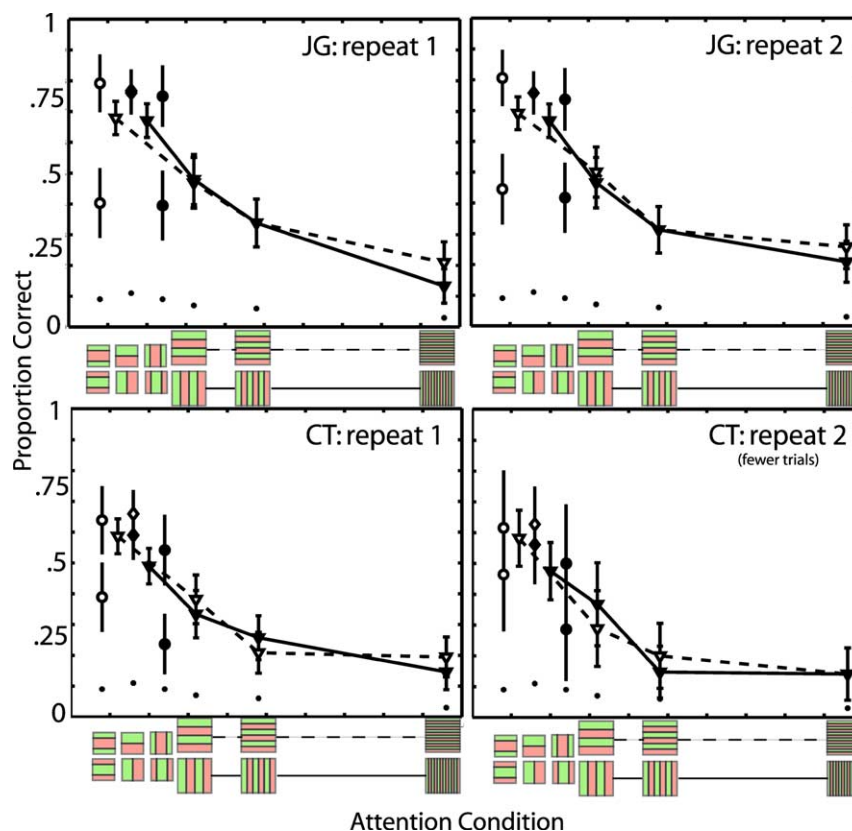 JG: repeat 1
JG: repeat 2
1
.75
.5
.25
0
Proportion Correct
CT: repeat 1
CT: repeat 2
(fewer trials)
1
.75
.5
.25
0
Attention Condition